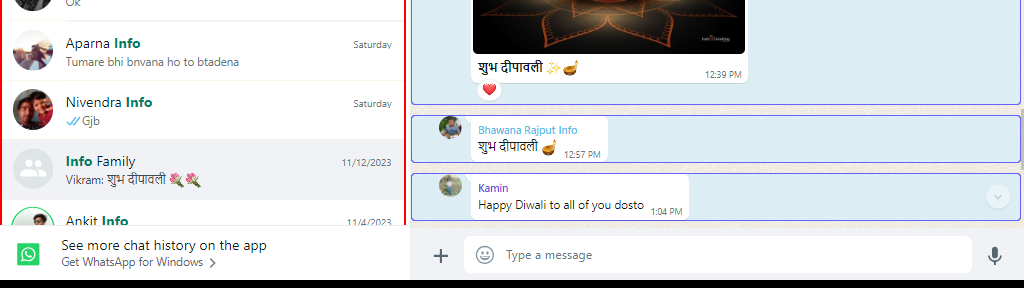 Ok
Aparna Info
Saturday
Tumare bhi bnvana ho to btadena
Nivendra Info
Saturday
Gjb
Info Family
11/12/2023
Vikram: शुभ दीपावली 💐💐
Ankit Info
11/4/2023
See more chat history on the app
Get WhatsApp for Windows
शुभ दीपावली ✨🪔
12:39 PM
Bhawana Rajput Info
शुभ दीपावली 🪔
12:57 PM
Kamin
Happy Diwali to all of you dosto
1:04 PM
Type a message